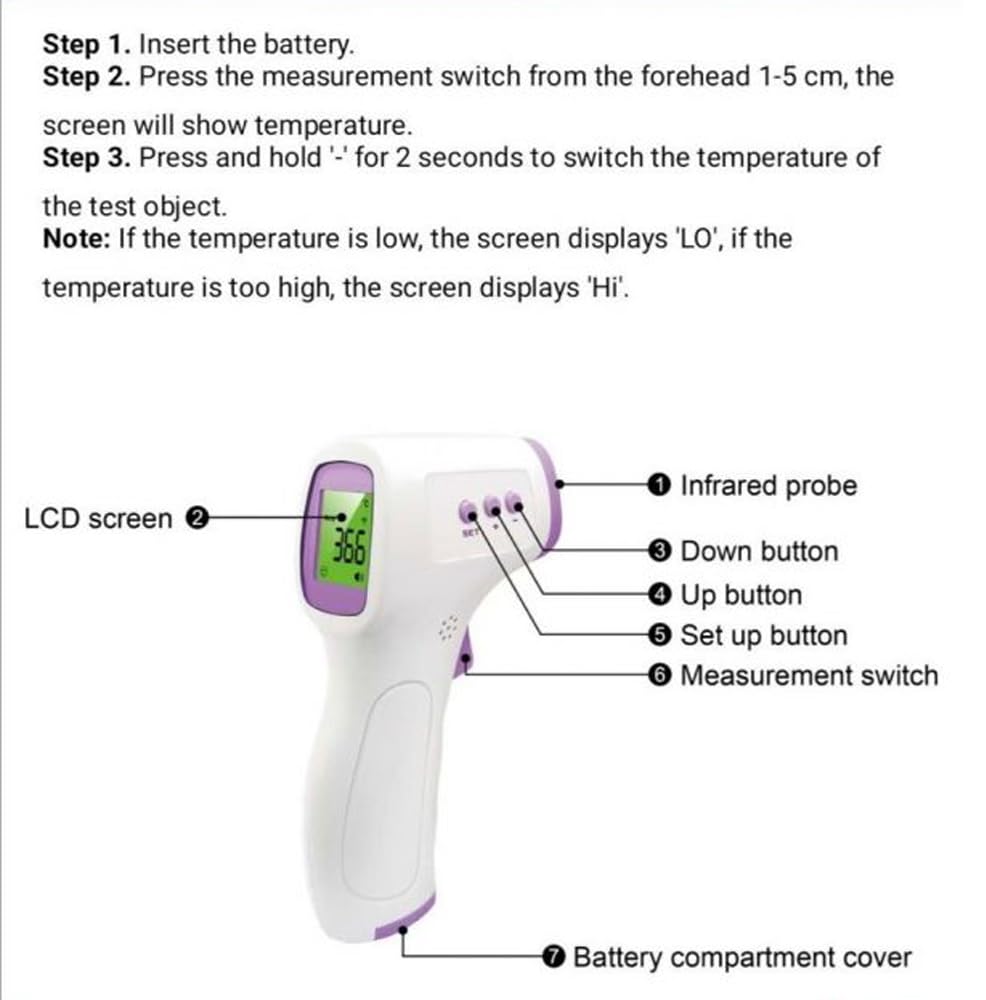 Step 1. Insert the battery.
Step 2. Press the measurement switch from the forehead 1-5 cm, the
screen will show temperature.
Step 3. Press and hold '-' for 2 seconds to switch the temperature of
the test object.
Note: If the temperature is low, the screen displays 'LO', if the
temperature is too high, the screen displays 'Hi'.
1 Infrared probe
LCD screen 2
366
SET + -
3 Down button
4 Up button
5 Set up button
6 Measurement switch
7 Battery compartment cover